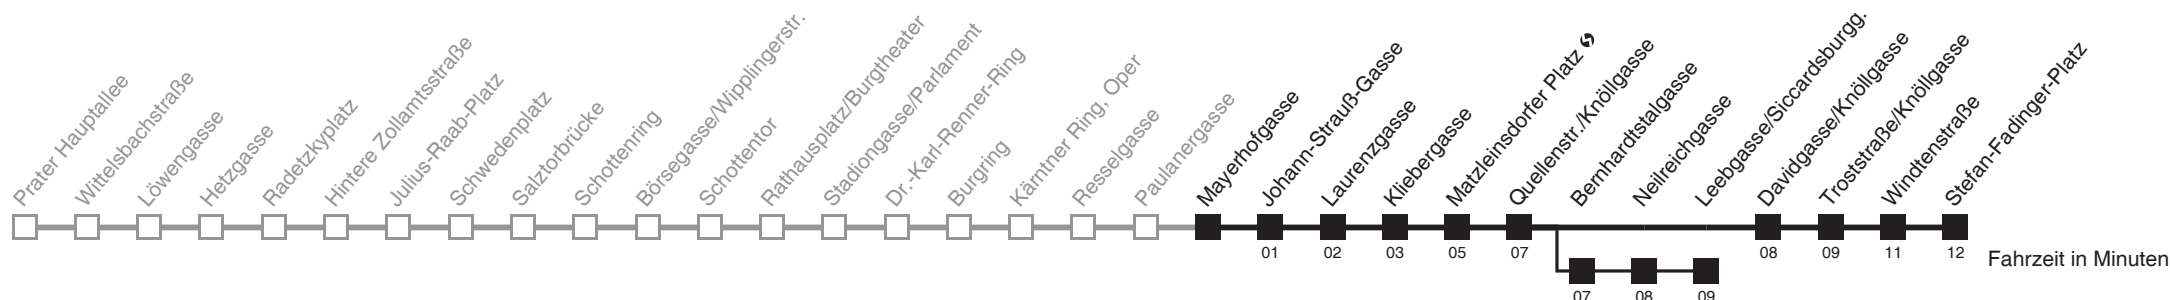 Prater Hauptallee
Wittelsbachstraße
Löwengasse
Hetzgasse
Radetzkyplatz
Hintere Zollamtsstraße
Julius-Raab-Platz
Schwedenplatz
Salztorbrücke
Schottenring
Börsegasse/Wipplingerstr.
Schottentor
Rathausplatz/Burgtheater
Stadiongasse/Parlament
Dr.-Karl-Renner-Ring
Burgring
Kärntner Ring, Oper
Resselgasse
Paulanergasse
Mayerhofgasse
Johann-Strauß-Gasse
Laurenzgasse
Kliebergasse
Matzleinsdorfer Platz
Quellenstr./Knöllgasse
Bernhardtstalgasse
Neilreichgasse
Leebgasse/Siccardsburgg.
Davidgasse/Knöllgasse
Troststraße/Knöllgasse
Windtenstraße
Stefan-Fadinger-Platz
01 02 03 05 07 08 09 11 12
Fahrzeit in Minuten
07 08 09